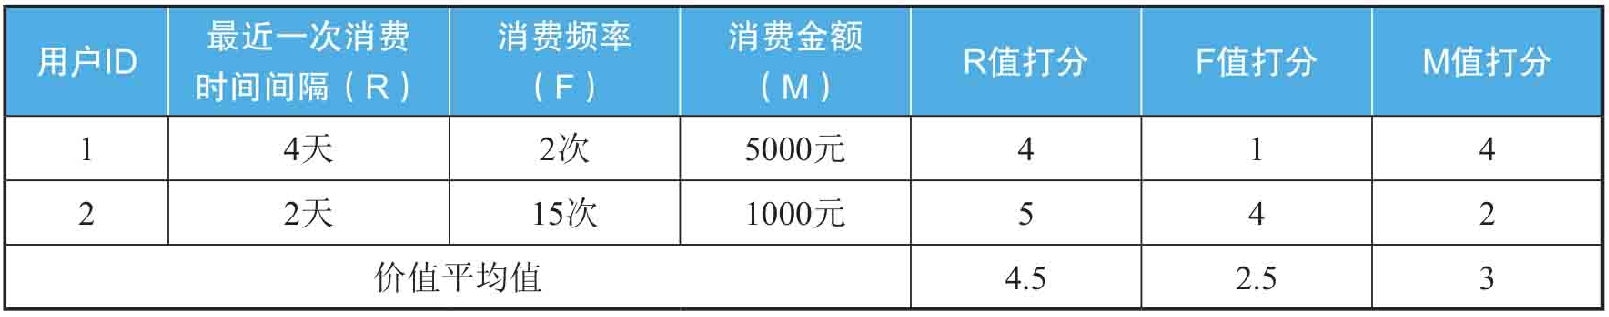 用户ID 最近一次消费时间间隔（R） 消费频率（F） 消费金额（M） R值打分 F值打分 M值打分
1 4天 2次 5000元 4 1 4
2 2天 15次 1000元 5 4 2
价值平均值 4.5 2.5 3